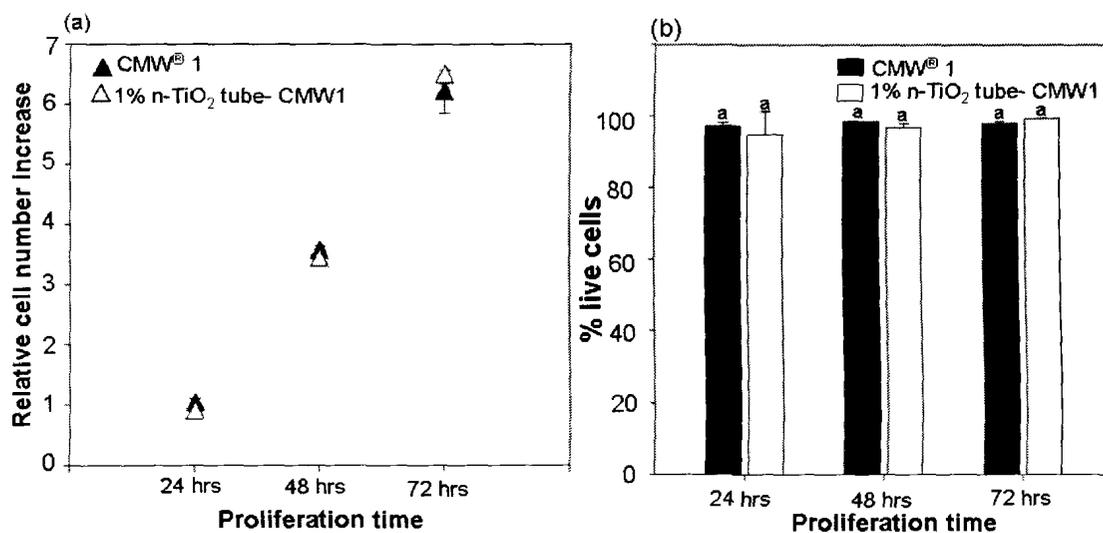 (a)
CMW® 1
1% n-TiO₂ tube- CMW1
Relative cell number increase
7
6
5
4
3
2
1
0
24 hrs
48 hrs
72 hrs
Proliferation time
(b)
CMW® 1
1% n-TiO₂ tube- CMW1
% live cells
100
80
60
40
20
0
a
a
a
a
a
a
24 hrs
48 hrs
72 hrs
Proliferation time